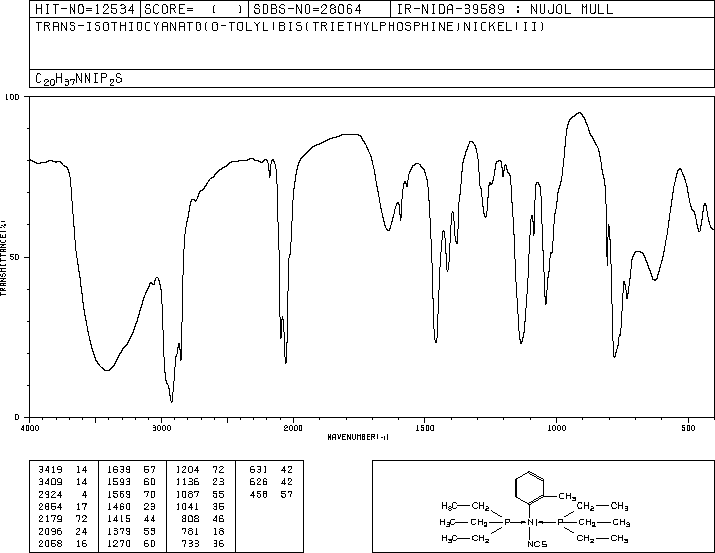 HIT-NO=12534 SCORE= ( ) SDBS-NO=28064 IR-NIDA-39589 : NUJOL MULL
TRANS-ISOTHIOCYANATO(O-TOLYL)BIS(TRIETHYLPHOSPHINE)NICKEL(II)
C20H37NNIP2S
100
50
0
TRANSMITTANCE(%)
4000 3000 2000 1500 1000 500
WAVENUMBER(-1)
3419 14 1639 57 1204 72 631 42
3409 14 1593 60 1136 23 626 42
2924 4 1569 70 1087 55 458 57
2854 17 1460 23 1041 35
2179 72 1415 44 808 46
2096 24 1379 53 781 18
2058 16 1270 60 733 36
CH3
H3C CH2 CH2 CH3
H3C CH2 P Ni P CH2 CH3
H3C CH2 CH2 CH3
NCS